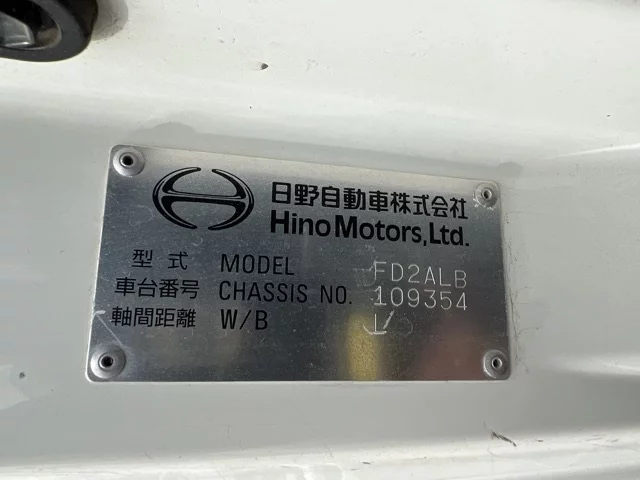 日野自動車株式会社
Hino Motors, Ltd.
型式 MODEL FD2ALB
車台番号 CHASSIS NO. 109354
軸間距離 W/B